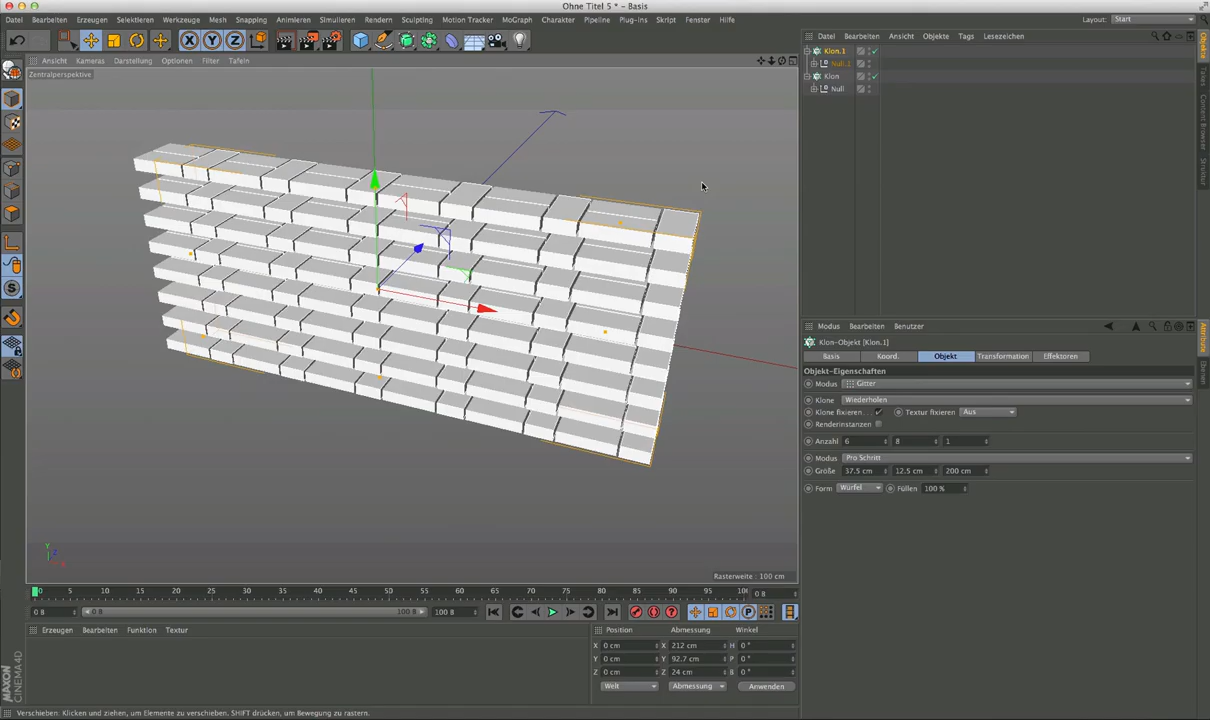 Ohne Titel 5 * - Basis
Datei Bearbeiten Erzeugen Selektieren Werkzeuge Mesh Snapping Animieren Simulieren Rendern Sculpting Motion Tracker MoGraph Charakter Pipeline Plug-ins Skript Fenster Hilfe Layout: Start
Ansicht Kameras Darstellung Optionen Filter Tafeln
Zentralperspektive
Datei Bearbeiten Ansicht Objekte Tags Lesezeichen
Klon.1
Null.1
Klon
Null
Objekte
Takes
Content Browser
Struktur
Modus Bearbeiten Benutzer
Klon-Objekt [Klon.1]
Basis Koord. Objekt Transformation Effektoren
Objekt-Eigenschaften
Modus Gitter
Klone Wiederholen
Klone fixieren Textur fixieren Aus
Renderinstanzen
Anzahl 6 8 1
Modus Pro Schritt
Größe 37.5 cm 12.5 cm 200 cm
Form Würfel Füllen 100 %
Attribute
Ebenen
Y
Z
X
Rasterweite : 100 cm
0 5 10 15 20 25 30 35 40 45 50 55 60 65 70 75 80 85 90 95 100 0 B
0 B 0 B 100 B 100 B
Erzeugen Bearbeiten Funktion Textur
Position Abmessung Winkel
X 0 cm X 212 cm H 0 °
Y 0 cm Y 92.7 cm P 0 °
Z 0 cm Z 24 cm B 0 °
Welt Abmessung Anwenden
MAXON
CINEMA4D
Verschieben: Klicken und ziehen, um Elemente zu verschieben. SHIFT drücken, um Bewegung zu rastern.